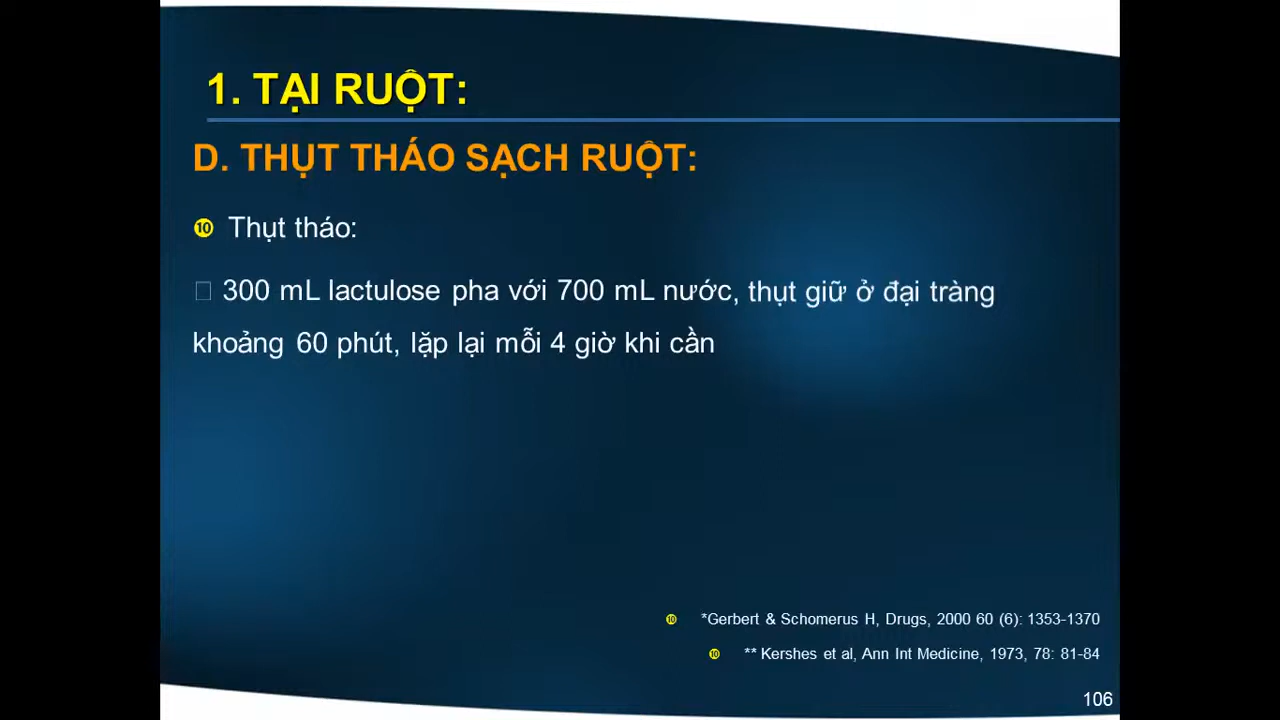 1. TẠI RUỘT:
D. THỤT THÁO SẠCH RUỘT:
❿ Thụt tháo:
300 mL lactulose pha với 700 mL nước, thụt giữ ở đại tràng
khoảng 60 phút, lặp lại mỗi 4 giờ khi cần
❿ *Gerbert & Schomerus H, Drugs, 2000 60 (6): 1353-1370
❿ ** Kershes et al, Ann Int Medicine, 1973, 78: 81-84
106